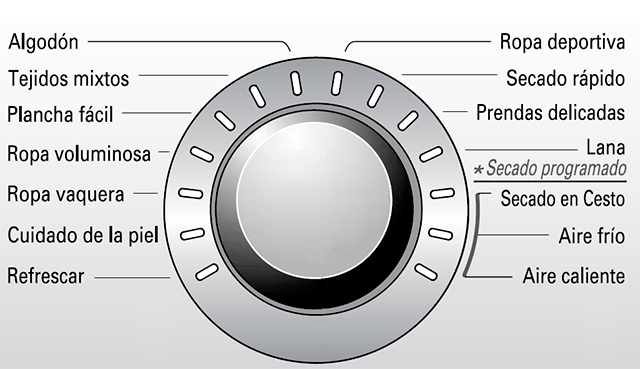 Algodón
Tejidos mixtos
Plancha fácil
Ropa voluminosa
Ropa vaquera
Cuidado de la piel
Refrescar
Ropa deportiva
Secado rápido
Prendas delicadas
Lana
*Secado programado
Secado en Cesto
Aire frío
Aire caliente